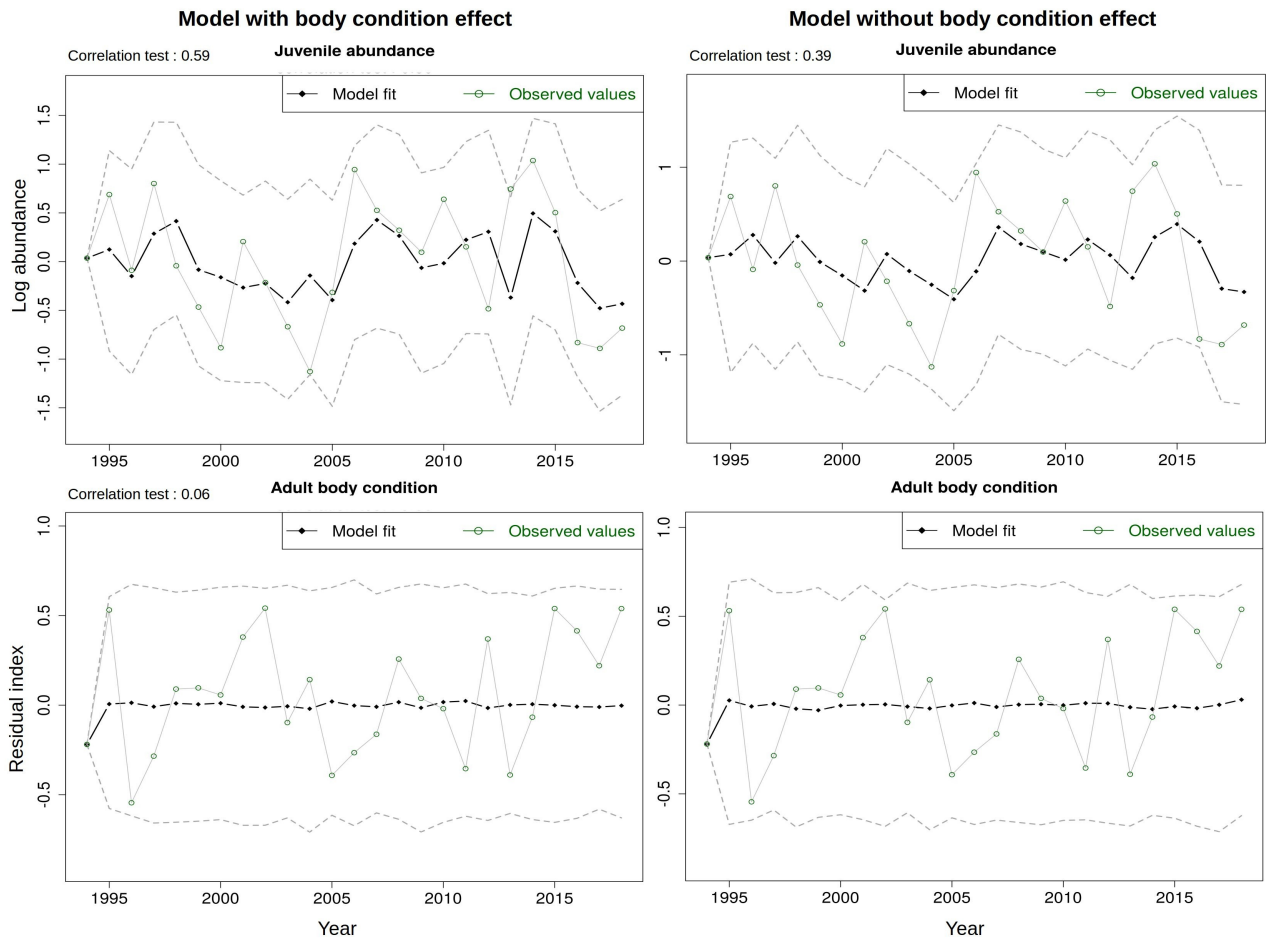 Model with body condition effect
Model without body condition effect
Correlation test : 0.59
Juvenile abundance
Correlation test : 0.39
Juvenile abundance
Model fit
Observed values
Model fit
Observed values
Log abundance
1.5
1.0
0.5
0.0
-0.5
-1.0
-1.5
1
0
-1
1995 2000 2005 2010 2015
1995 2000 2005 2010 2015
Correlation test : 0.06
Adult body condition
Adult body condition
Model fit
Observed values
Model fit
Observed values
Residual index
1.0
0.5
0.0
-0.5
1.0
0.5
0.0
-0.5
1995 2000 2005 2010 2015
1995 2000 2005 2010 2015
Year
Year